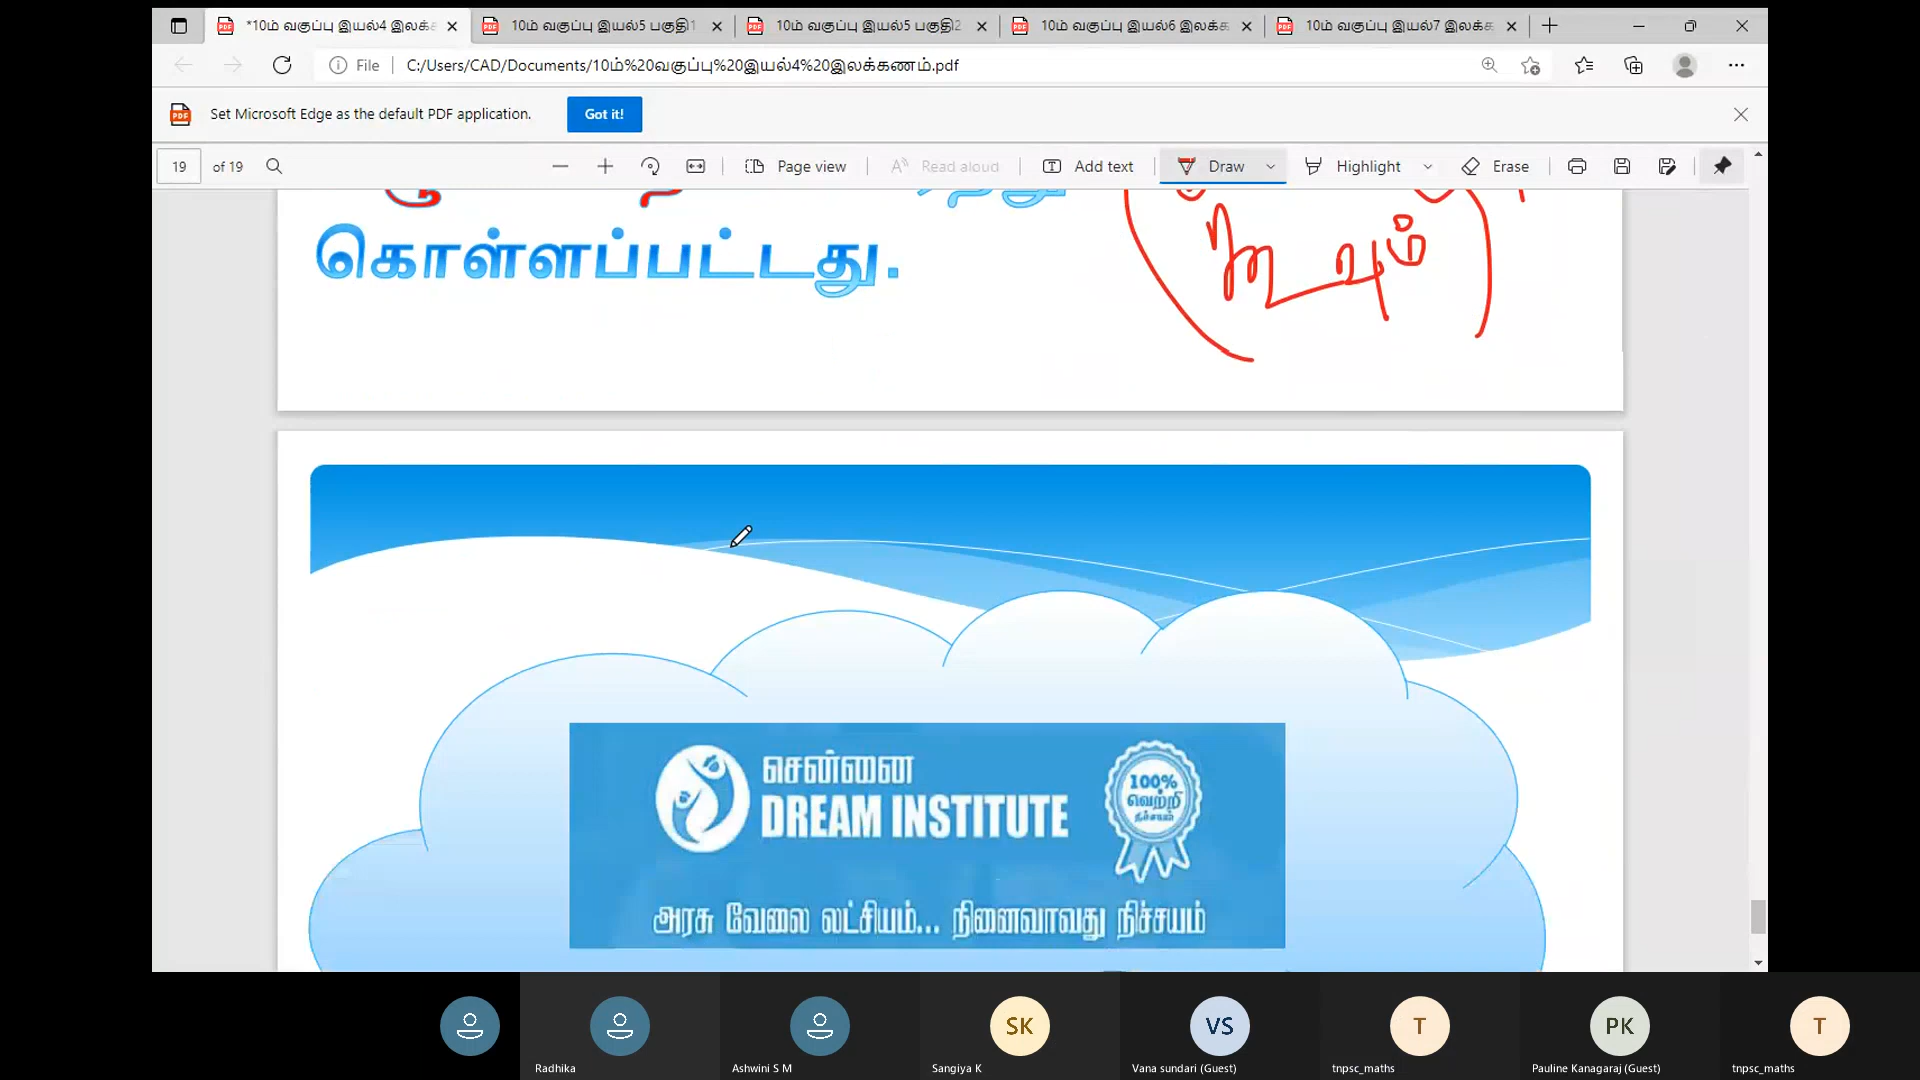 *10ம் வகுப்பு இயல்4 இலக்க
10ம் வகுப்பு இயல்5 பகுதி1
10ம் வகுப்பு இயல்5 பகுதி2
10ம் வகுப்பு இயல்6 இலக்க
10ம் வகுப்பு இயல்7 இலக்க
File
C:/Users/CAD/Documents/10ம்%20வகுப்பு%20இயல்4%20இலக்கணம்.pdf
Set Microsoft Edge as the default PDF application.
Got it!
19 of 19
Page view
Read aloud
Add text
Draw
Highlight
Erase
கொள்ளப்பட்டது.
சென்னை
DREAM INSTITUTE
100%
வெற்றி
நிச்சயம்
அரசு வேலை லட்சியம்... நினைவாவது நிச்சயம்
SK
VS
T
PK
T
Radhika
Ashwini S M
Sangiya K
Vana sundari (Guest)
tnpsc_maths
Pauline Kanagaraj (Guest)
tnpsc_maths